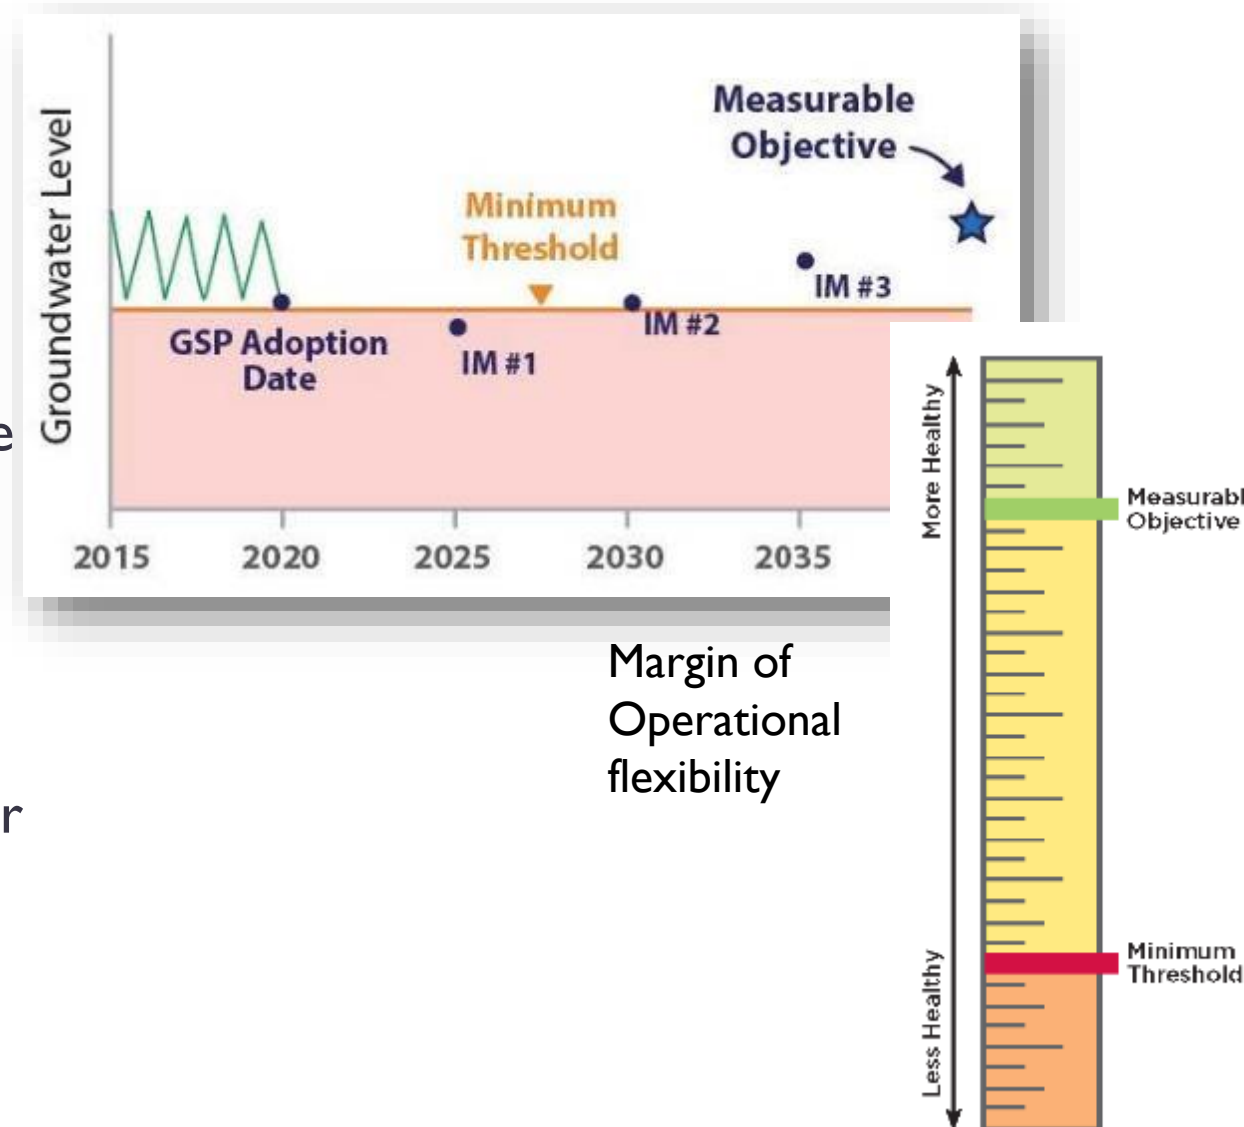 Groundwater Level
Measurable
Objective
Minimum
Threshold
GSP Adoption
Date
IM #1
IM #2
IM #3
2015
2020
2025
2030
2035
e
r
Margin of
Operational
flexibility
More Healthy
Less Healthy
Measurabl
Objective
Minimum
Threshold